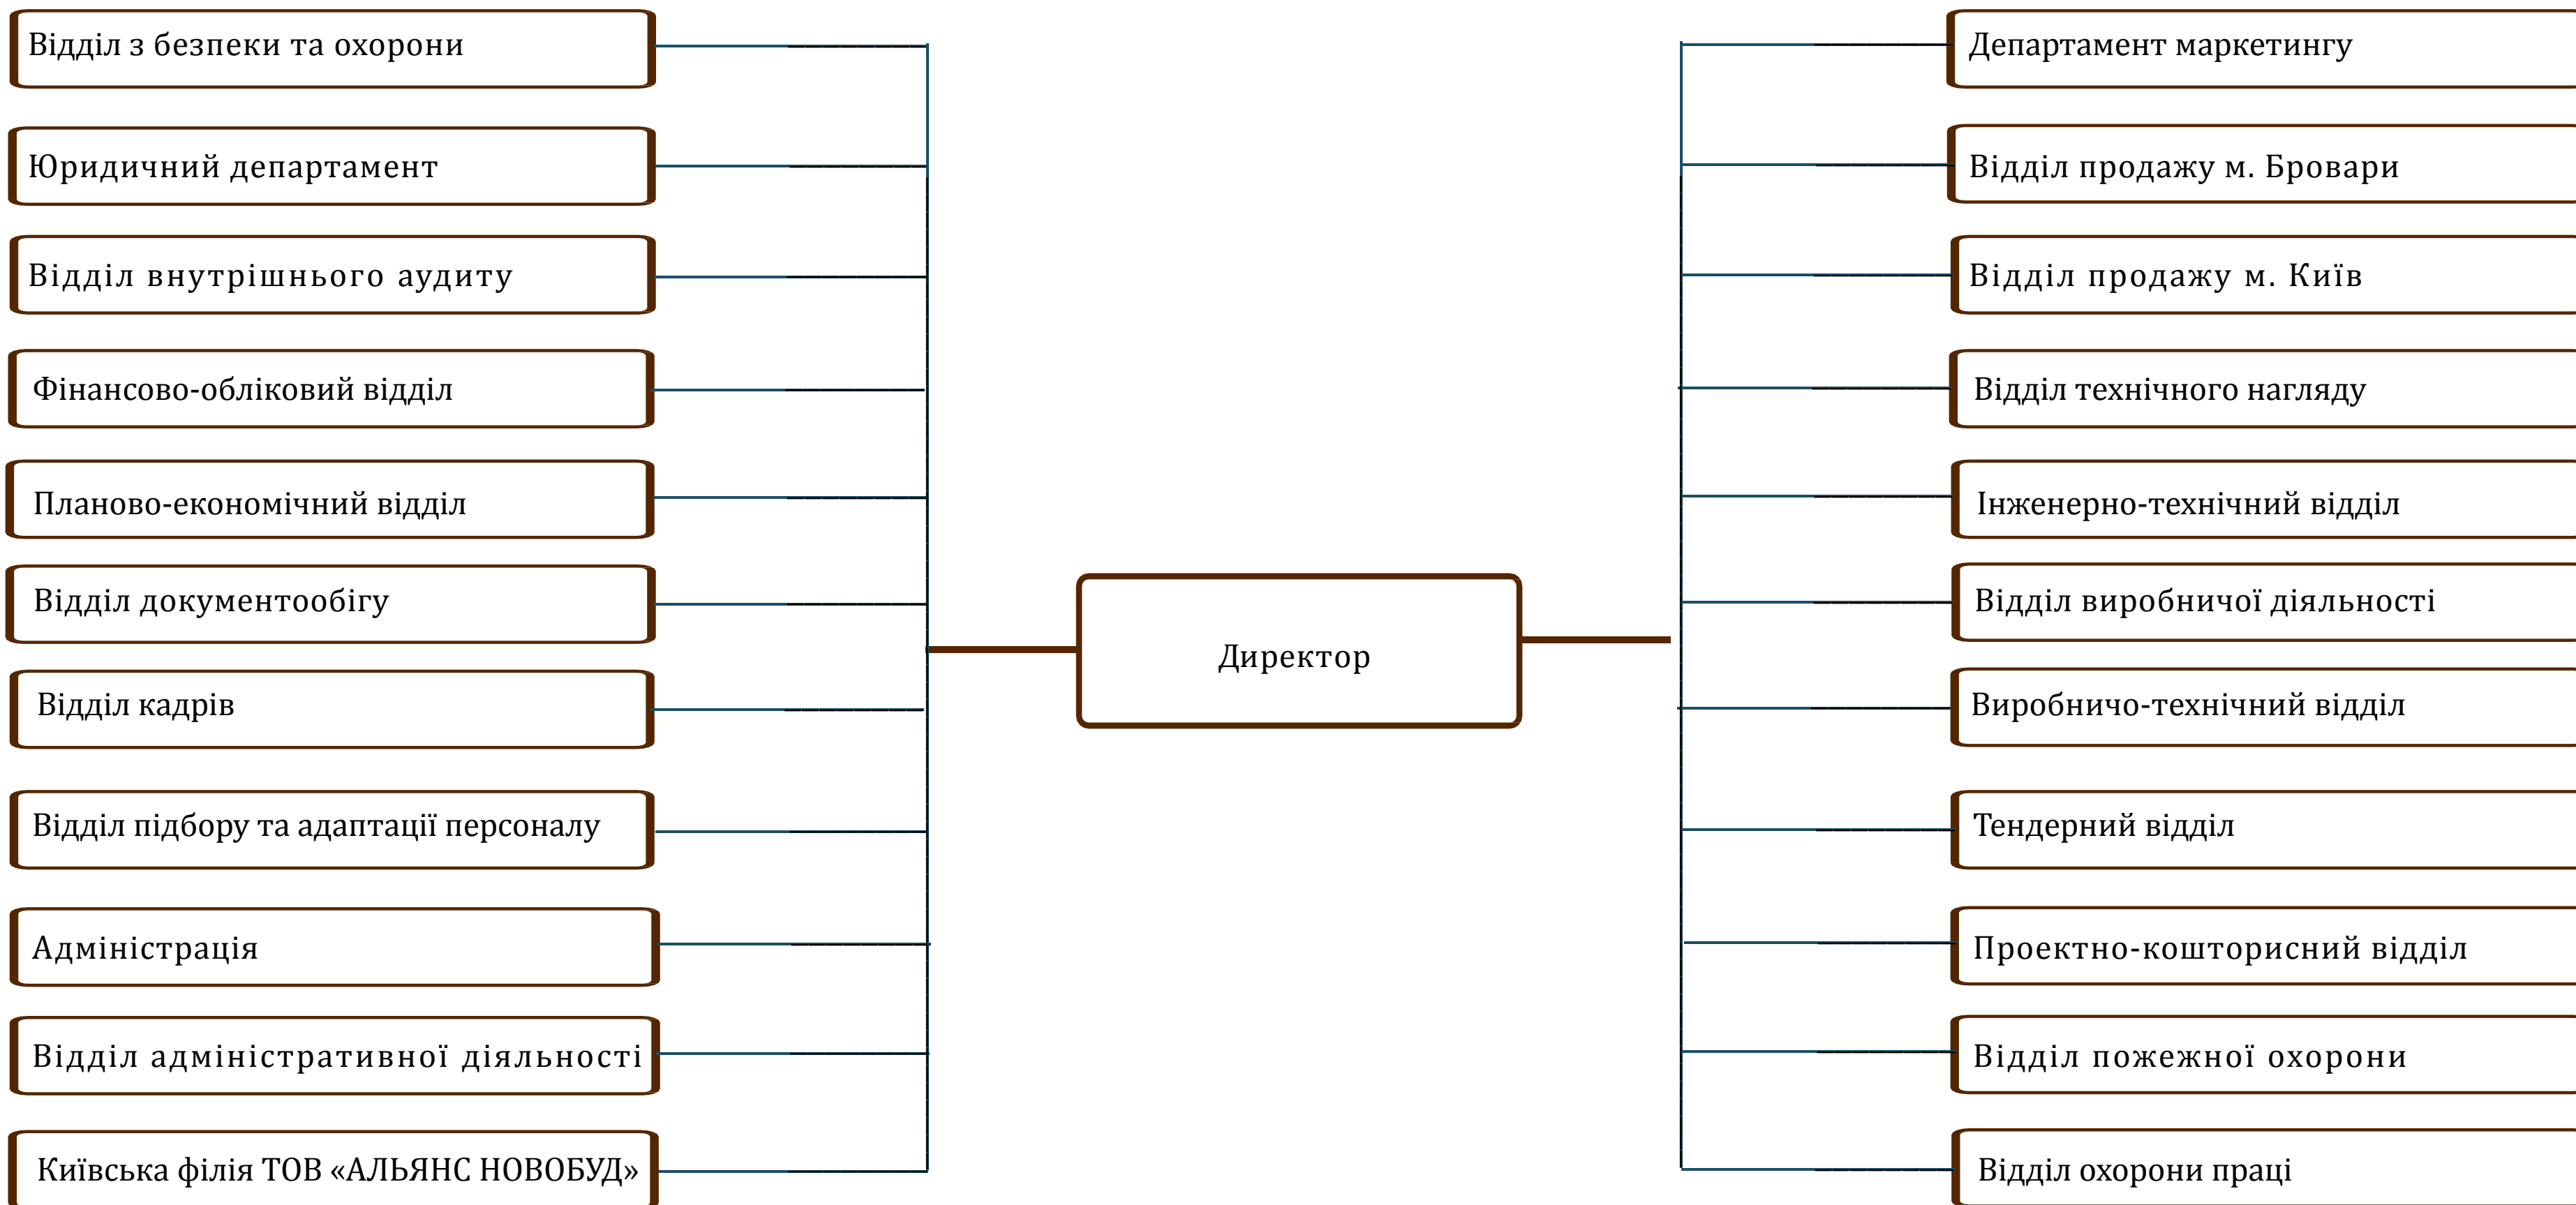 Відділ з безпеки та охорони
Юридичний департамент
Відділ внутрішнього аудиту
Фінансово-обліковий відділ
Планово-економічний відділ
Відділ документообігу
Відділ кадрів
Відділ підбору та адаптації персоналу
Адміністрація
Відділ адміністративної діяльності
Київська філія ТОВ «АЛЬЯНС НОВОБУД»
Директор
Департамент маркетингу
Відділ продажу м. Бровари
Відділ продажу м. Київ
Відділ технічного нагляду
Інженерно-технічний відділ
Відділ виробничої діяльності
Виробничо-технічний відділ
Тендерний відділ
Проектно-кошторисний відділ
Відділ пожежної охорони
Відділ охорони праці